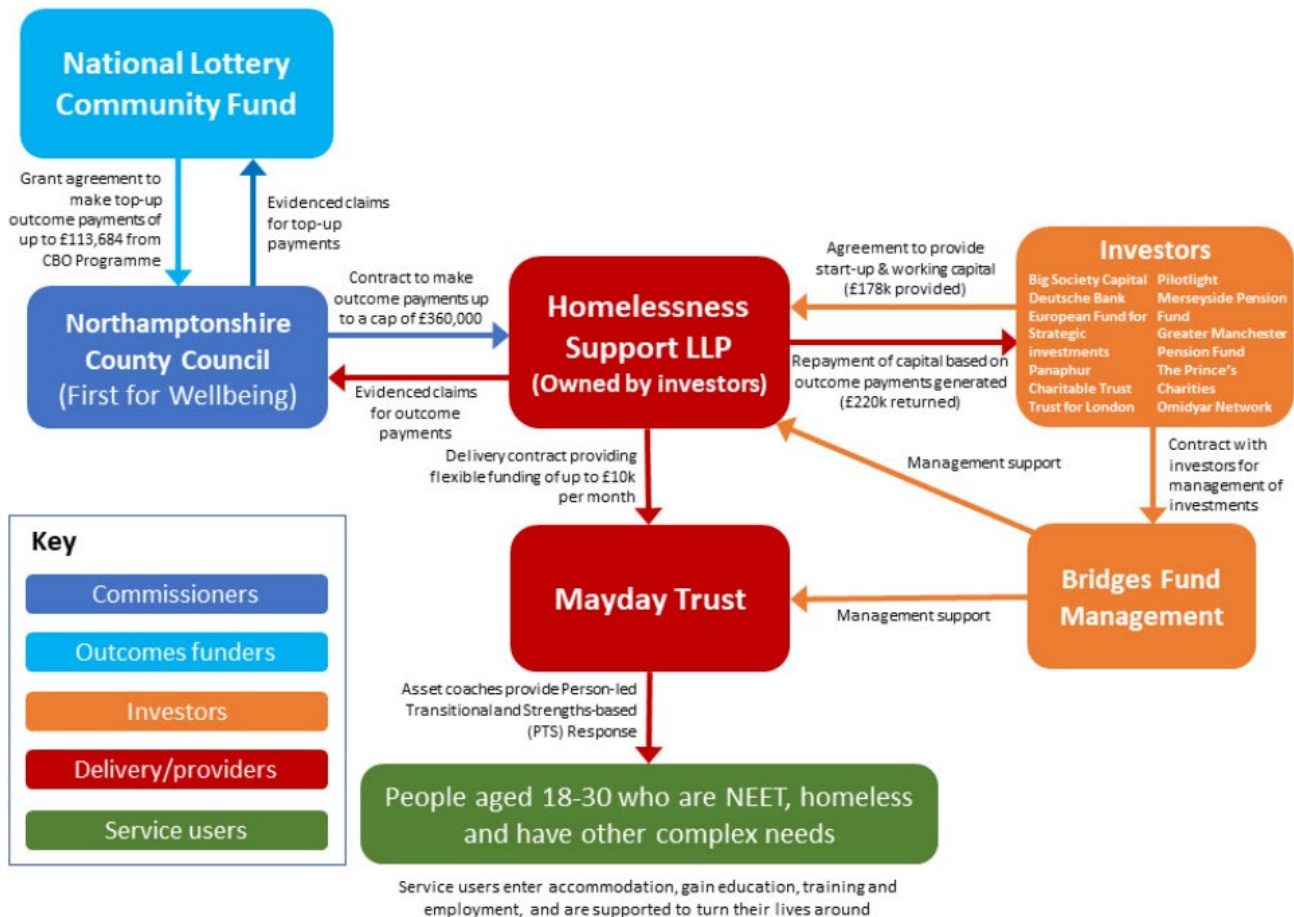 National Lottery
Community Fund
Grant agreement to
make top-up
outcome payments of
up to £113,684 from
CBO Programme
Evidenced claims
for top-up
payments
Northamptonshire
County Council
(First for Wellbeing)
Contract to make
outcome payments up
to a cap of £360,000
Evidenced claims
for outcome
payments
Homelessness
Support LLP
(Owned by investors)
Agreement to provide
start-up & working capital
(£178k provided)
Repayment of capital based on
outcome payments generated
(£220k returned)
Investors
Big Society Capital
Deutsche Bank
European Fund for
Strategic
investments
Panaphur
Charitable Trust
Trust for London
Pilotlight
Merseyside Pension
Fund
Greater Manchester
Pension Fund
The Prince's
Charities
Omidyar Network
Delivery contract providing
flexible funding of up to £10k
per month
Management support
Contract with
investors for
management of
investments
Mayday Trust
Management support
Bridges Fund
Management
Asset coaches provide Person-led
Transitional and Strengths-based
(PTS) Response
People aged 18-30 who are NEET, homeless
and have other complex needs
Service users enter accommodation, gain education, training and
employment, and are supported to turn their lives around
Key
Commissioners
Outcomes funders
Investors
Delivery/providers
Service users